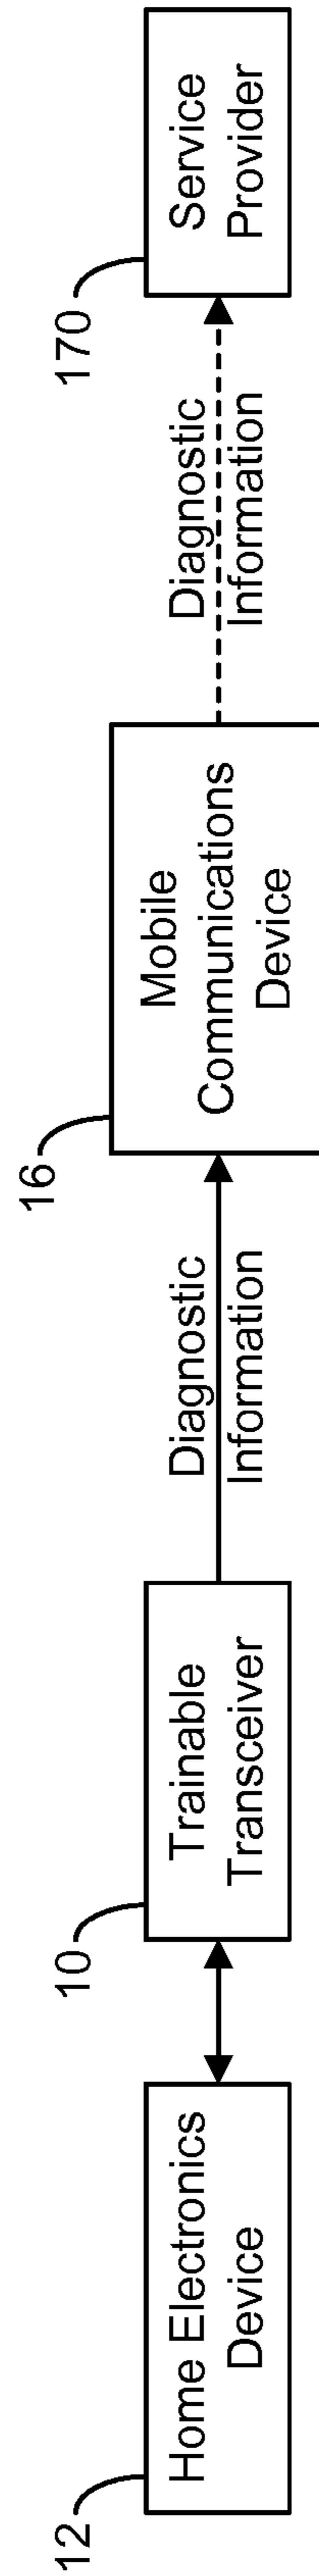 12
Home Electronics
Device
10
Trainable
Transceiver
Diagnostic
Information
16
Mobile
Communications
Device
Diagnostic
Information
170
Service
Provider